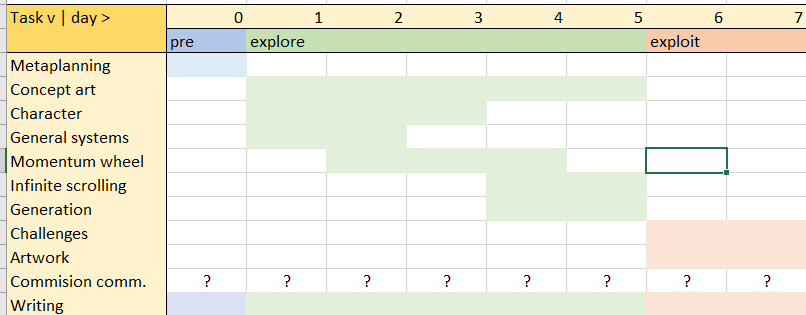 Task v | day > 0 1 2 3 4 5 6 7
pre explore exploit
Metaplanning
Concept art
Character
General systems
Momentum wheel
Infinite scrolling
Generation
Challenges
Artwork
Commision comm. ? ? ? ? ? ? ? ?
Writing